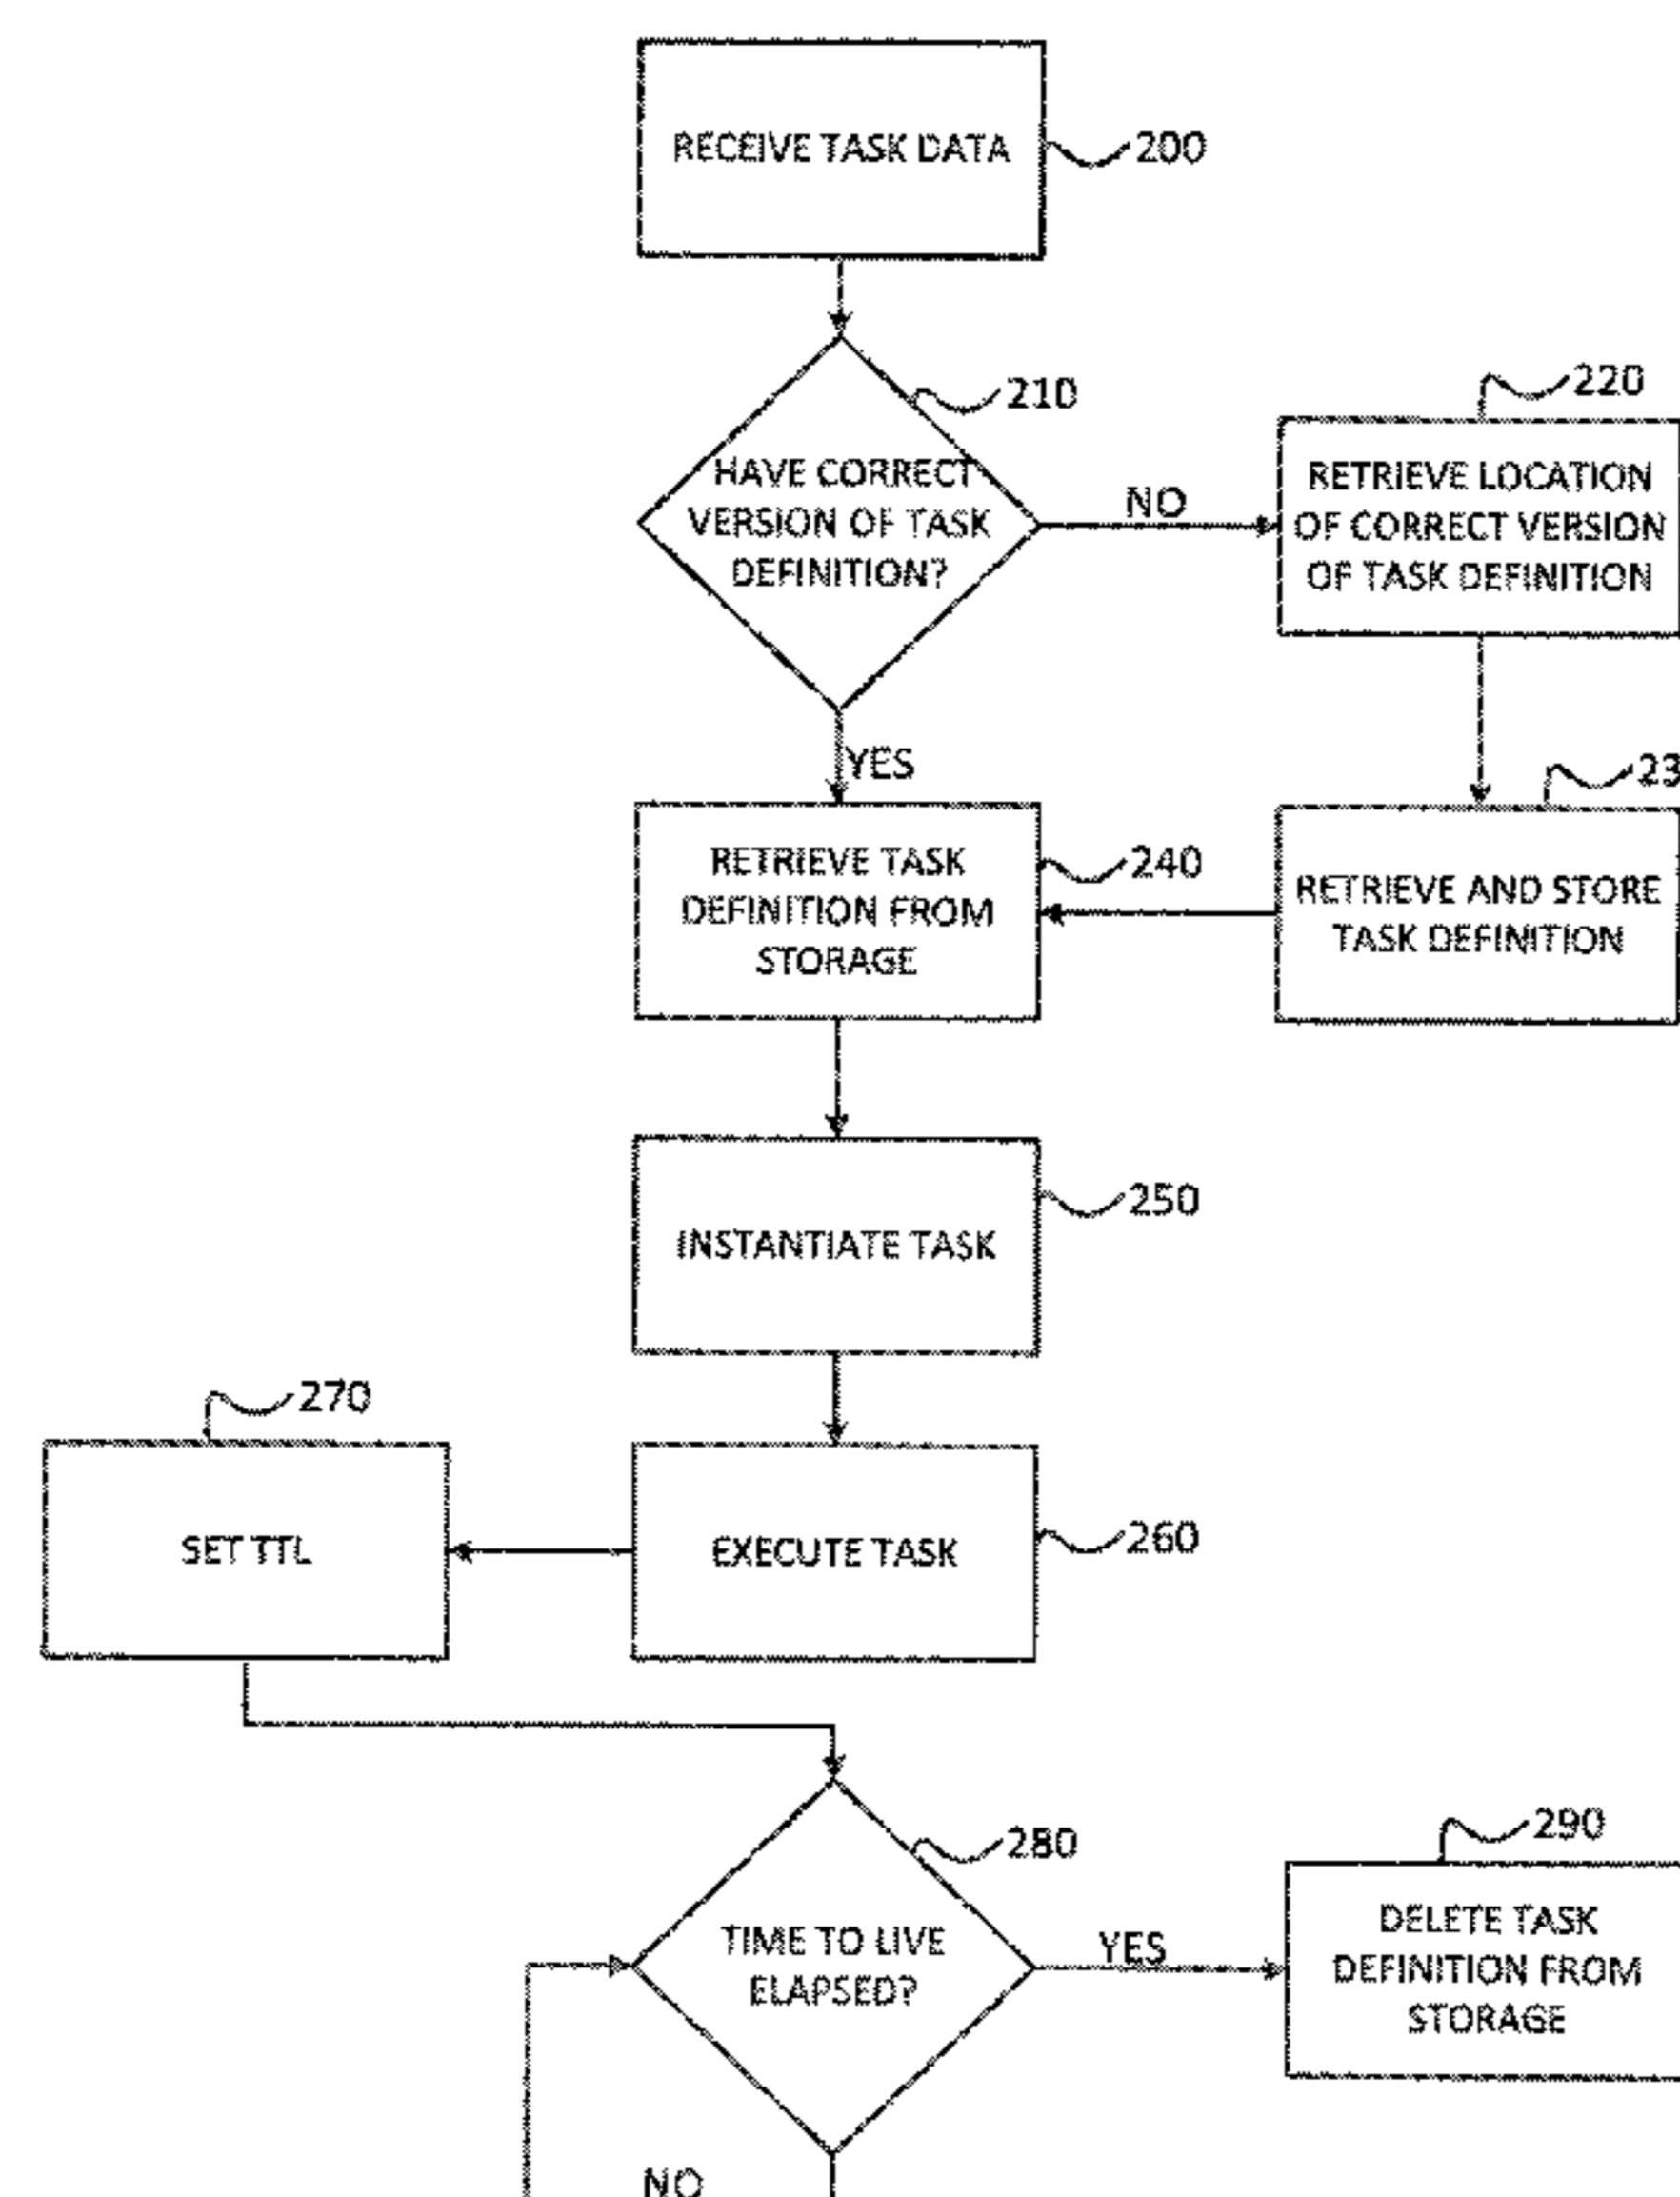 RECEIVE TASK DATA
200
210
HAVE CORRECT
VERSION OF TASK
DEFINITION?
NO
220
RETRIEVE LOCATION
OF CORRECT VERSION
OF TASK DEFINITION
YES
23
RETRIEVE TASK
DEFINITION FROM
STORAGE
240
RETRIEVE AND STORE
TASK DEFINITION
INSTANTIATE TASK
250
270
SET TTL
EXECUTE TASK
260
280
TIME TO LIVE
ELAPSED?
YES
290
DELETE TASK
DEFINITION FROM
STORAGE
NO